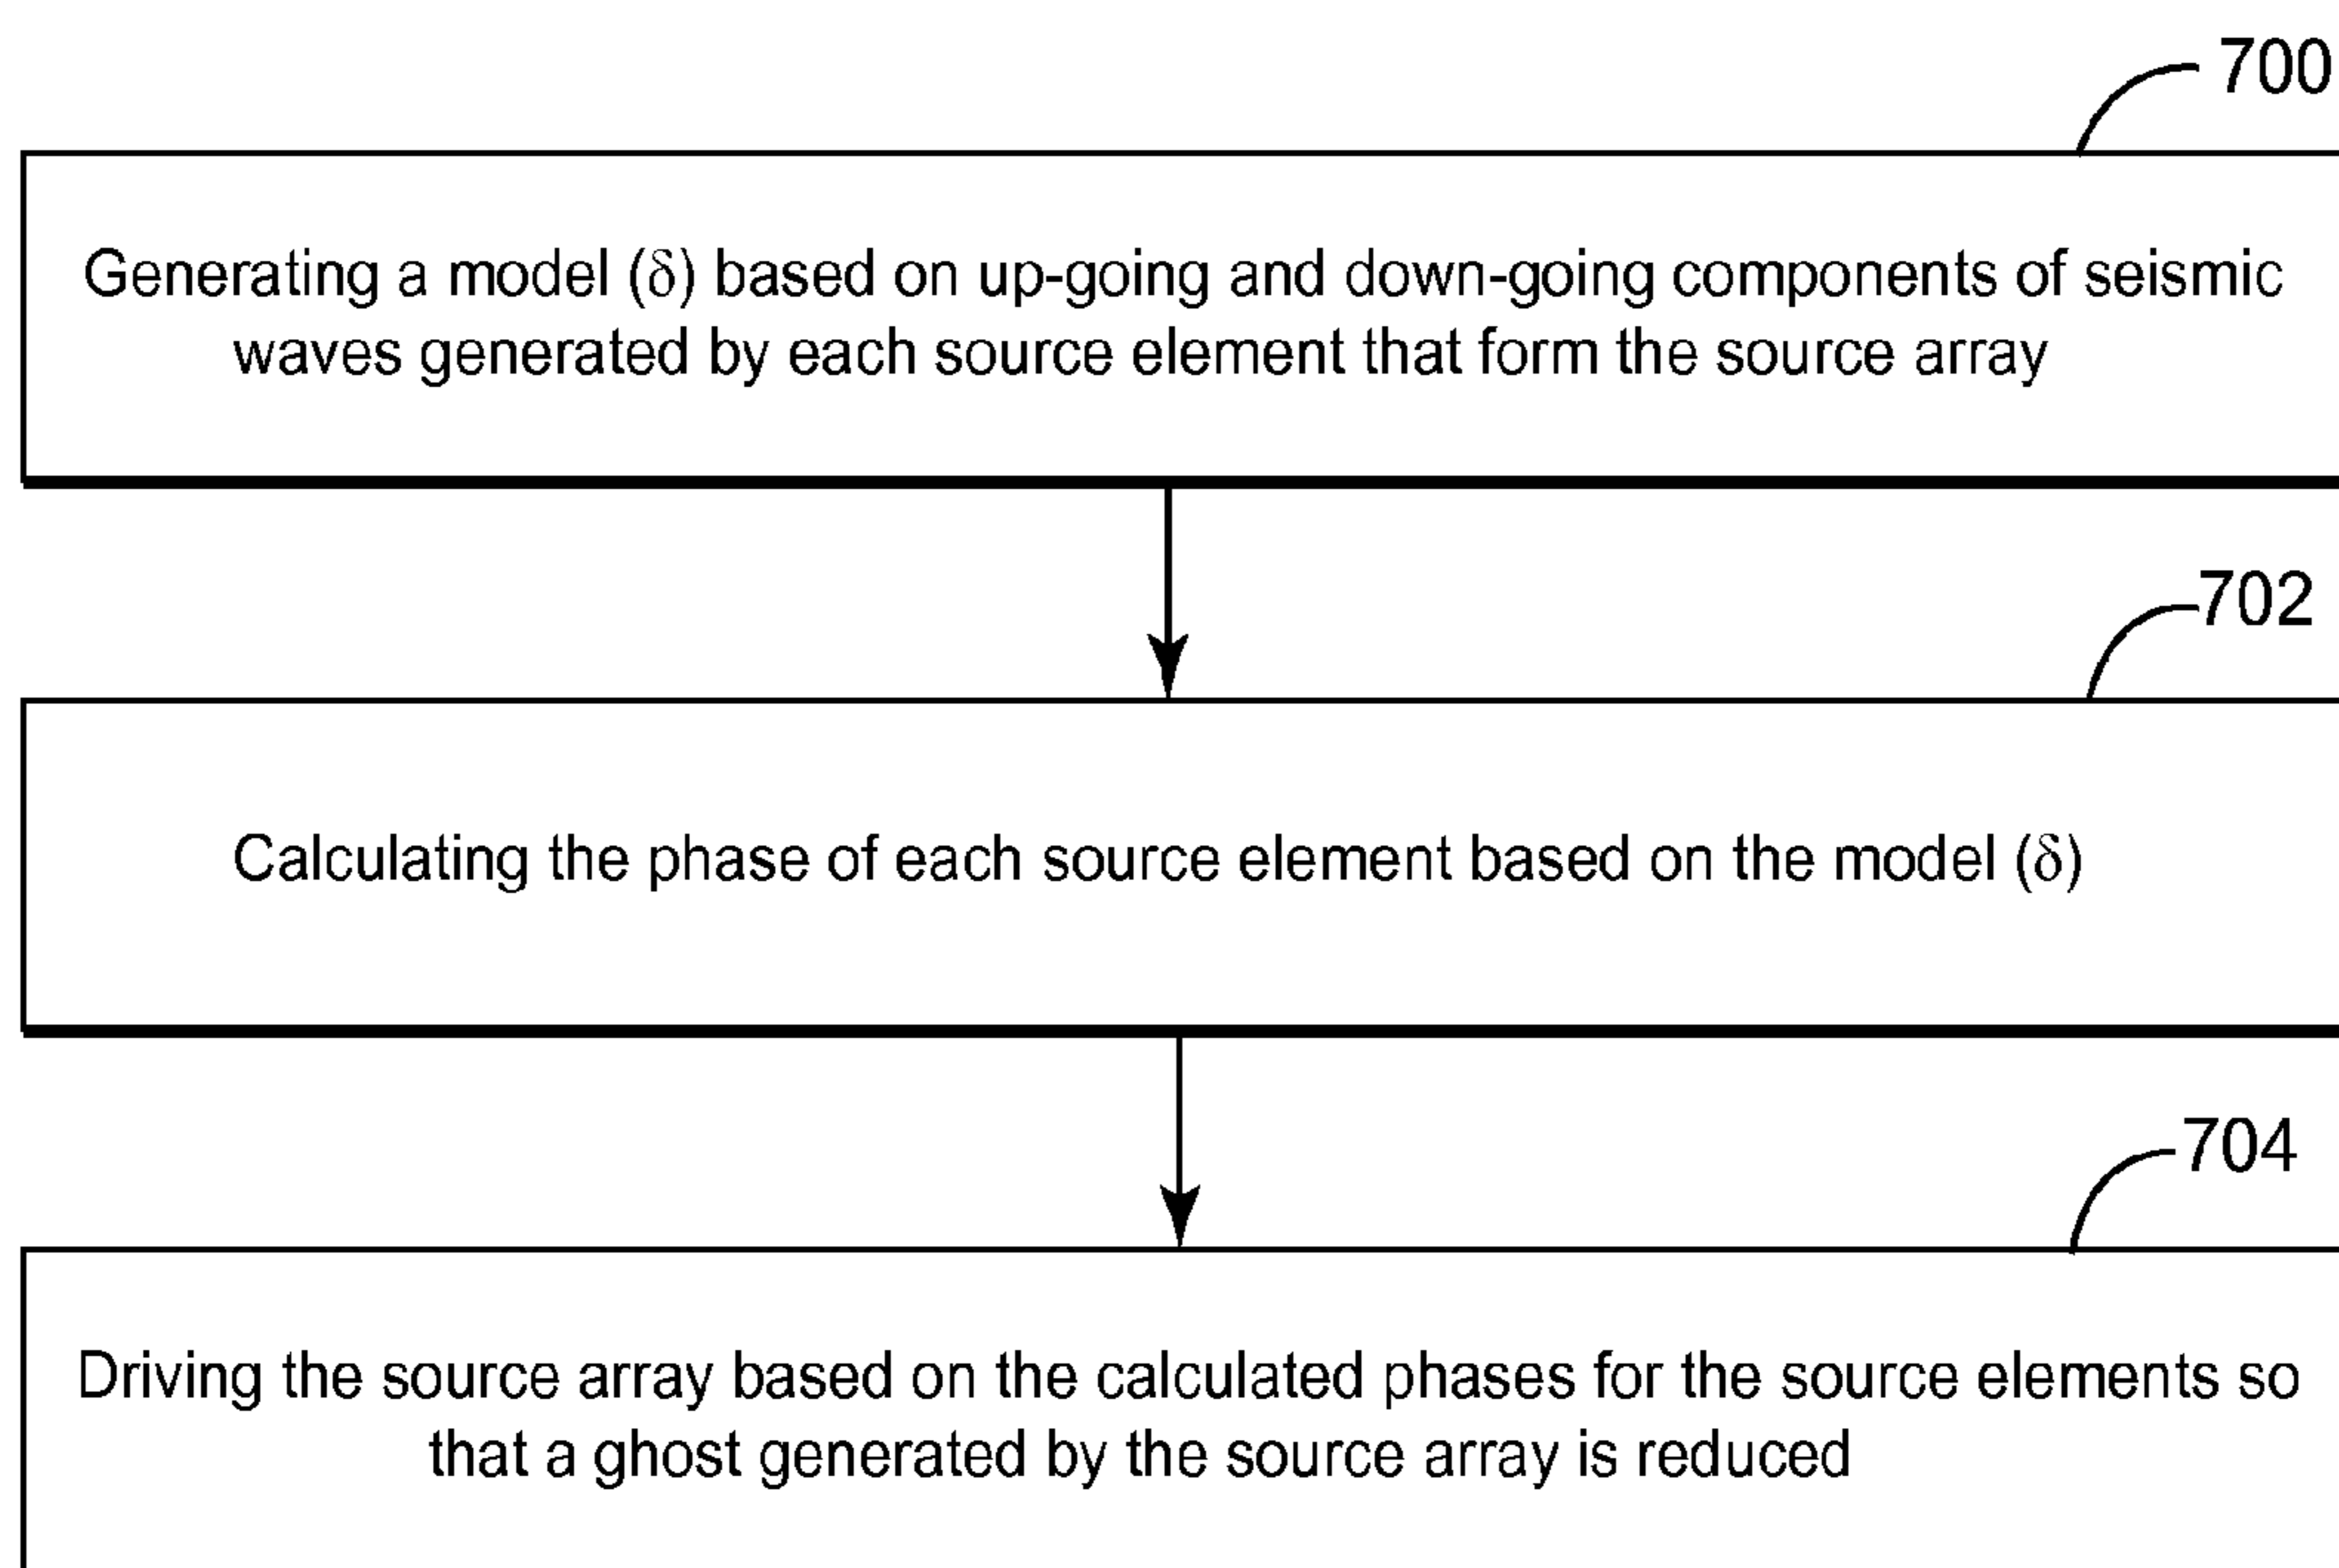 700
Generating a model (δ) based on up-going and down-going components of seismic
waves generated by each source element that form the source array
702
Calculating the phase of each source element based on the model (δ)
704
Driving the source array based on the calculated phases for the source elements so
that a ghost generated by the source array is reduced